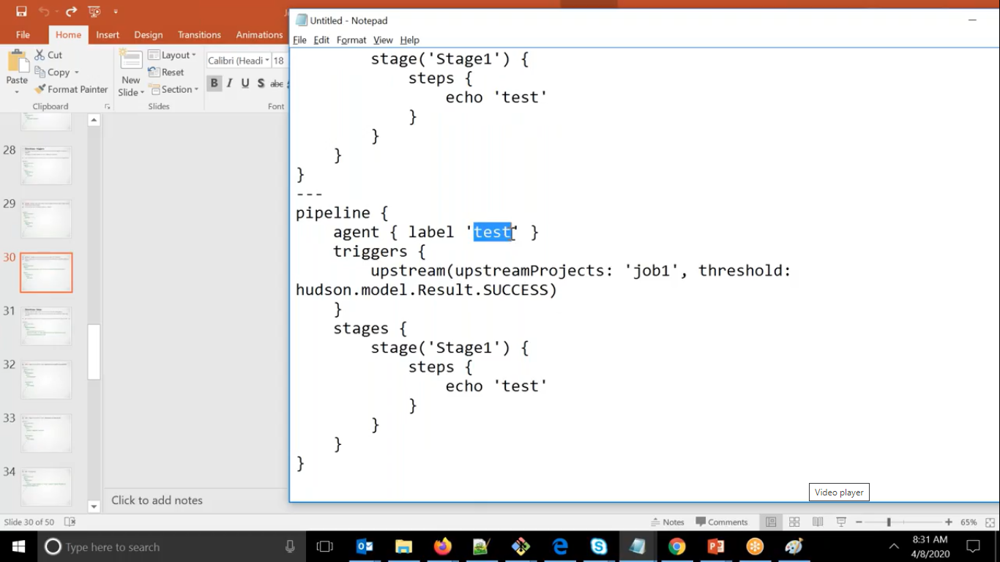 Untitled - Notepad
File Home Insert Design Transitions Animations
File Edit Format View Help
Paste
Cut
Copy
Format Painter
Clipboard
New
Slide
Layout
Reset
Section
Slides
Calibri (Headi 18
B I U S abc
Font
stage('Stage1') {
steps {
echo 'test'
}
}
}
}
---
pipeline {
agent { label 'test' }
triggers {
upstream(upstreamProjects: 'job1', threshold:
hudson.model.Result.SUCCESS)
}
stages {
stage('Stage1') {
steps {
echo 'test'
}
}
}
}
28
29
30
31
32
33
34
Click to add notes
Video player
Slide 30 of 50
Notes Comments 65%
Type here to search
8:31 AM
4/8/2020